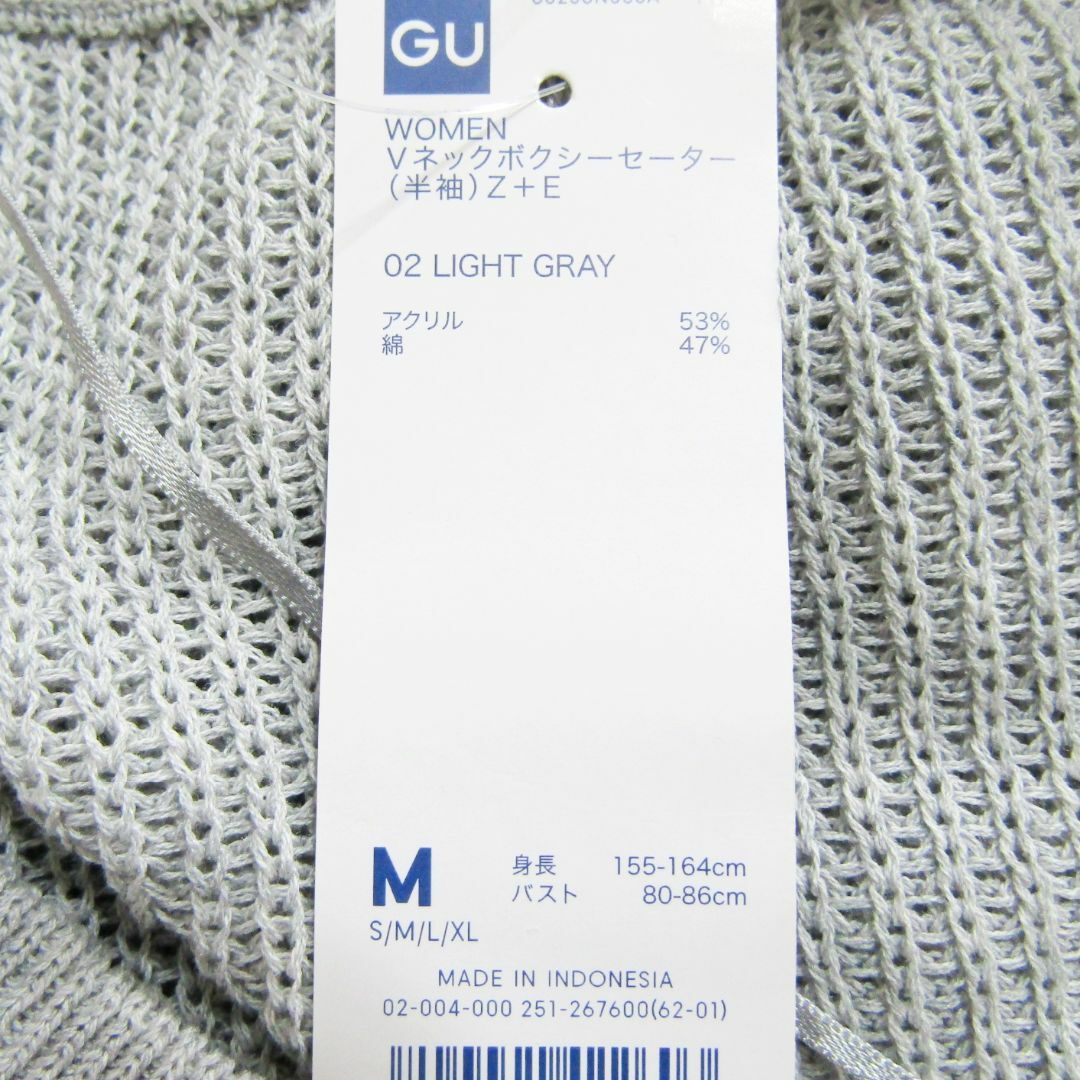 GU
WOMEN
Vネックボクシーセーター
(半袖)Z+E
02 LIGHT GRAY
アクリル 53%
綿 47%
M 身長 155-164cm
バスト 80-86cm
S/M/L/XL
MADE IN INDONESIA
02-004-000 251-267600(62-01)